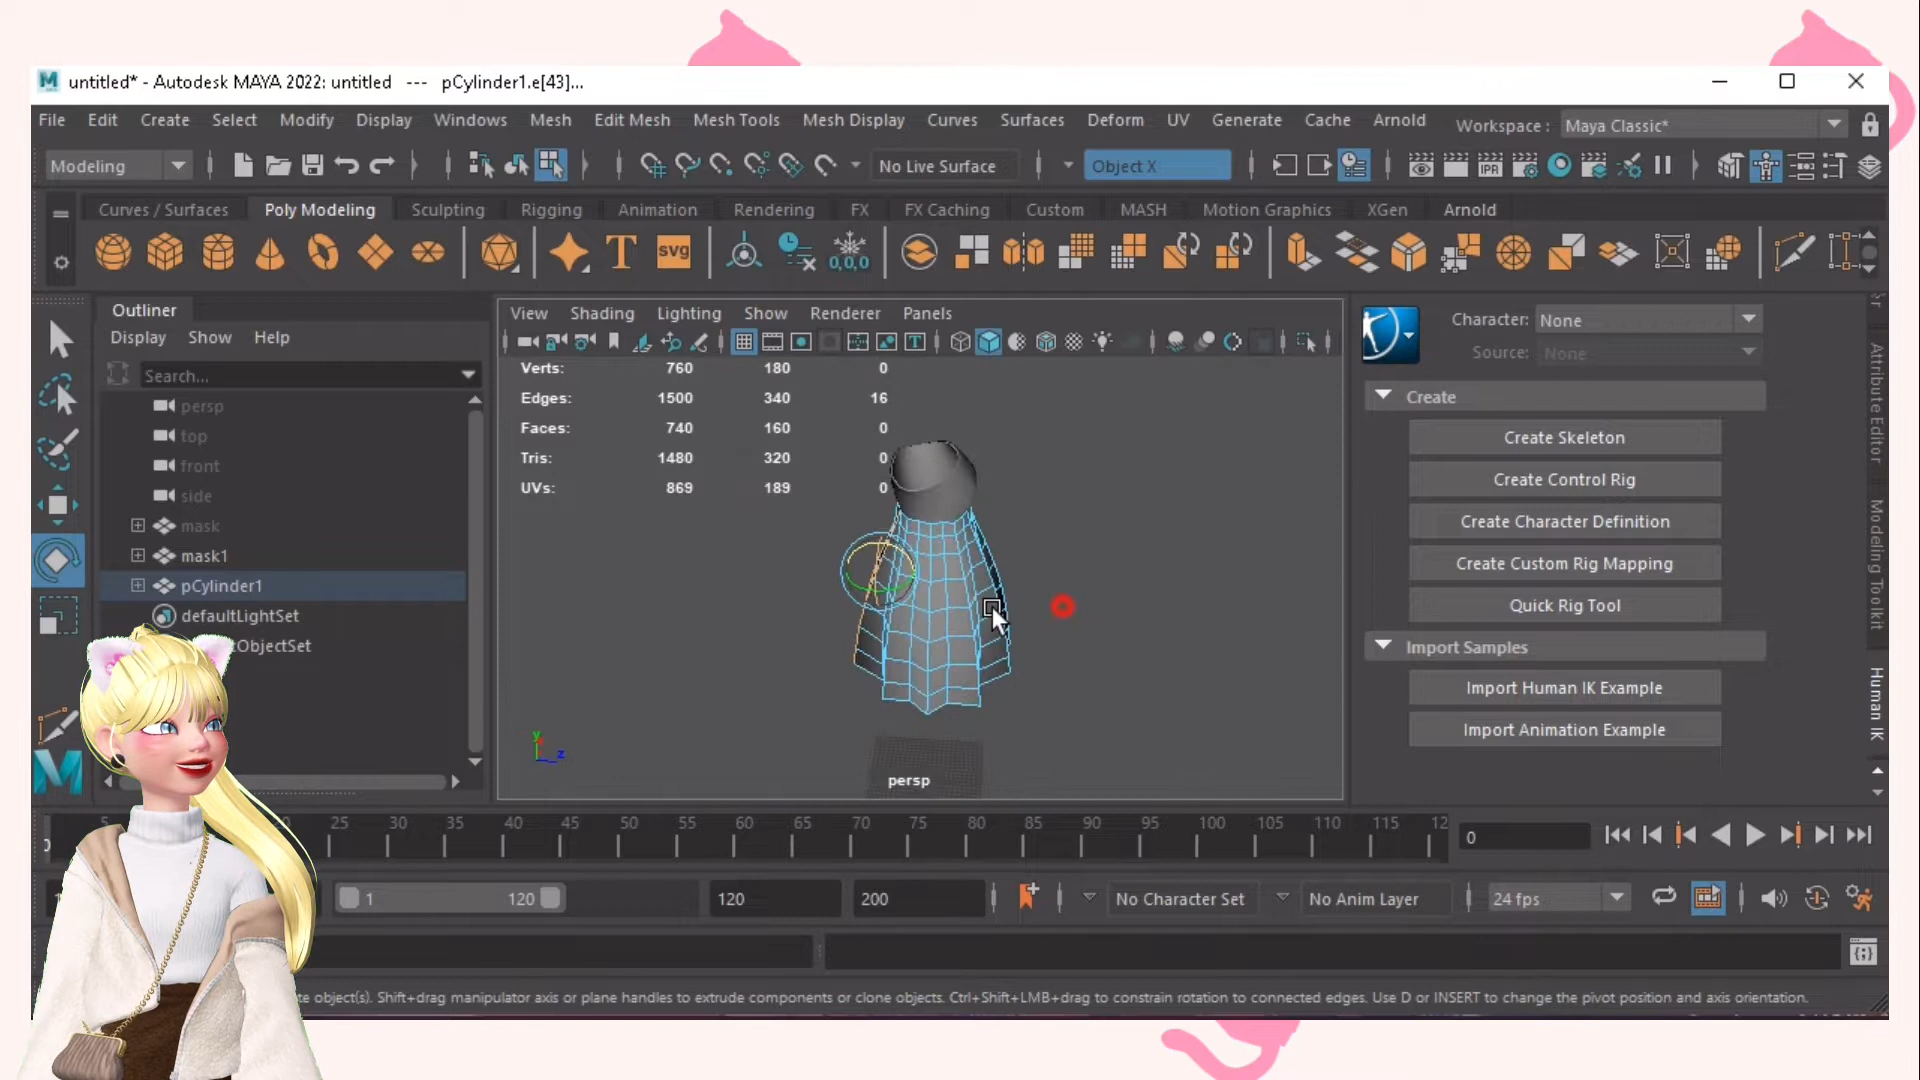 untitled* - Autodesk MAYA 2022: untitled --- pCylinder1.e[43]...
File Edit Create Select Modify Display Windows Mesh Edit Mesh Mesh Tools Mesh Display Curves Surfaces Deform UV Generate Cache Arnold Workspace : Maya Classic*
Modeling No Live Surface Object X IPR
Curves / Surfaces Poly Modeling Sculpting Rigging Animation Rendering FX FX Caching Custom MASH Motion Graphics XGen Arnold
T svg 0,0,0
Outliner
Display Show Help
Search...
persp
top
front
side
mask
mask1
pCylinder1
defaultLightSet
tObjectSet
View Shading Lighting Show Renderer Panels
Verts: 760 180 0
Edges: 1500 340 16
Faces: 740 160 0
Tris: 1480 320 0
UVs: 869 189 0
y
z
persp
Character: None
Source: None
Create
Create Skeleton
Create Control Rig
Create Character Definition
Create Custom Rig Mapping
Quick Rig Tool
Import Samples
Import Human IK Example
Import Animation Example
Attribute Editor
Modeling Toolkit
Human IK
5 20 25 30 35 40 45 50 55 60 65 70 75 80 85 90 95 100 105 110 115 12
0
1 120 120 200 No Character Set No Anim Layer 24 fps
te object(s). Shift+drag manipulator axis or plane handles to extrude components or clone objects. Ctrl+Shift+LMB+drag to constrain rotation to connected edges. Use D or INSERT to change the pivot position and axis orientation.